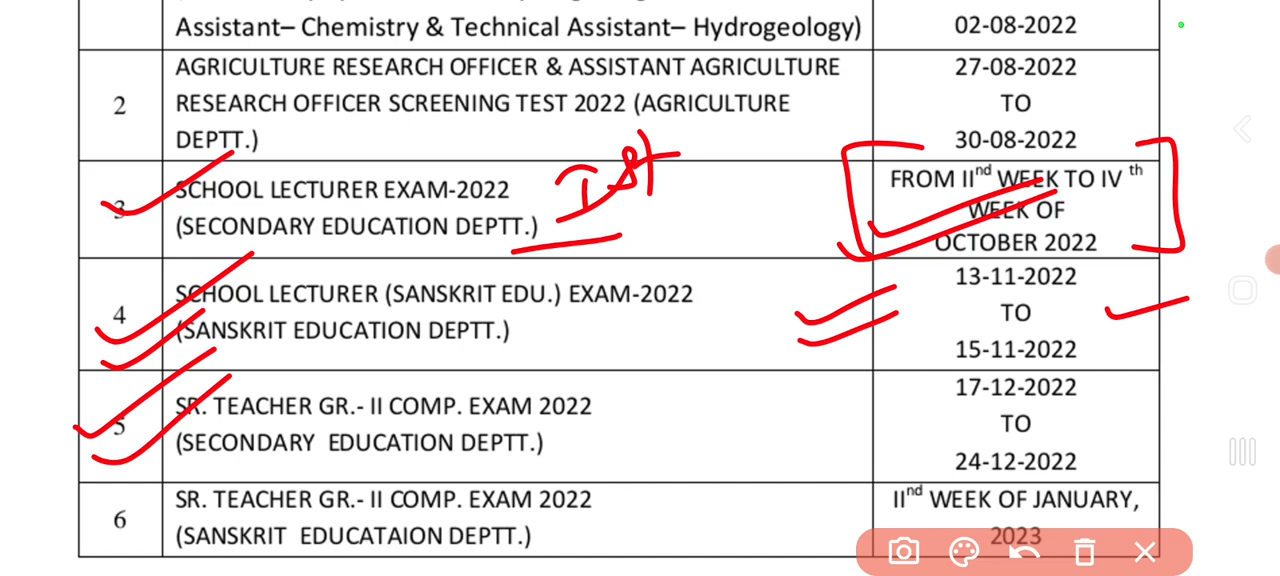 Assistant– Chemistry & Technical Assistant– Hydrogeology)
02-08-2022
2
AGRICULTURE RESEARCH OFFICER & ASSISTANT AGRICULTURE
RESEARCH OFFICER SCREENING TEST 2022 (AGRICULTURE
DEPTT.)
27-08-2022
TO
30-08-2022
3
SCHOOL LECTURER EXAM-2022
(SECONDARY EDUCATION DEPTT.)
Ist
FROM IInd WEEK TO IV th
WEEK OF
OCTOBER 2022
4
SCHOOL LECTURER (SANSKRIT EDU.) EXAM-2022
(SANSKRIT EDUCATION DEPTT.)
13-11-2022
TO
15-11-2022
5
SR. TEACHER GR.- II COMP. EXAM 2022
(SECONDARY EDUCATION DEPTT.)
17-12-2022
TO
24-12-2022
6
SR. TEACHER GR.- II COMP. EXAM 2022
(SANSKRIT EDUCATAION DEPTT.)
IInd WEEK OF JANUARY,
2023